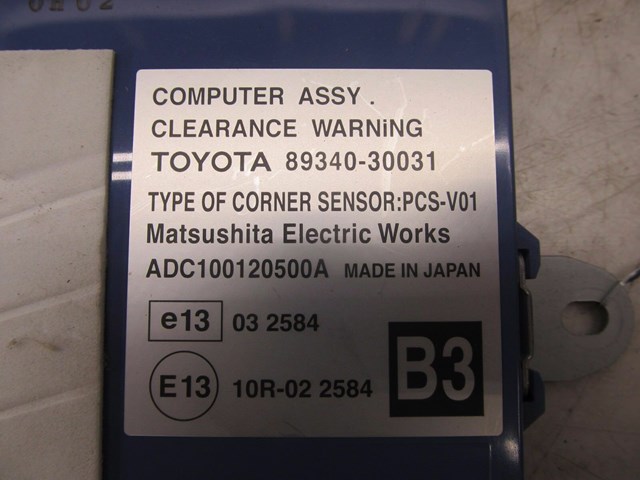 COMPUTER ASSY .
CLEARANCE WARNiNG
TOYOTA 89340-30031
TYPE OF CORNER SENSOR:PCS-V01
Matsushita Electric Works
ADC100120500A MADE IN JAPAN
e13 03 2584
E13 10R-02 2584
B3